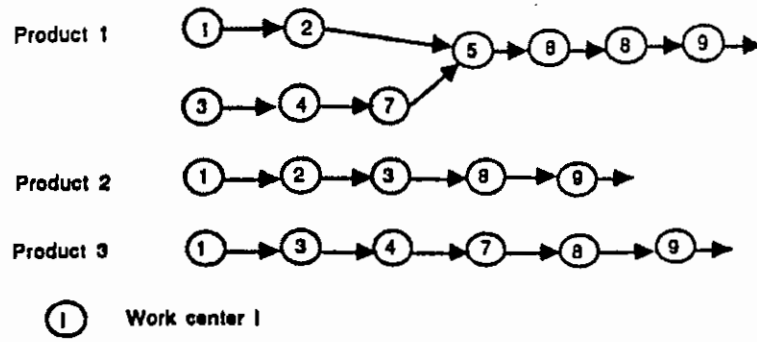 Product 1
1 2 5 8 8 9
3 4 7
Product 2
1 2 3 8 9
Product 3
1 3 4 7 8 9
I Work center I